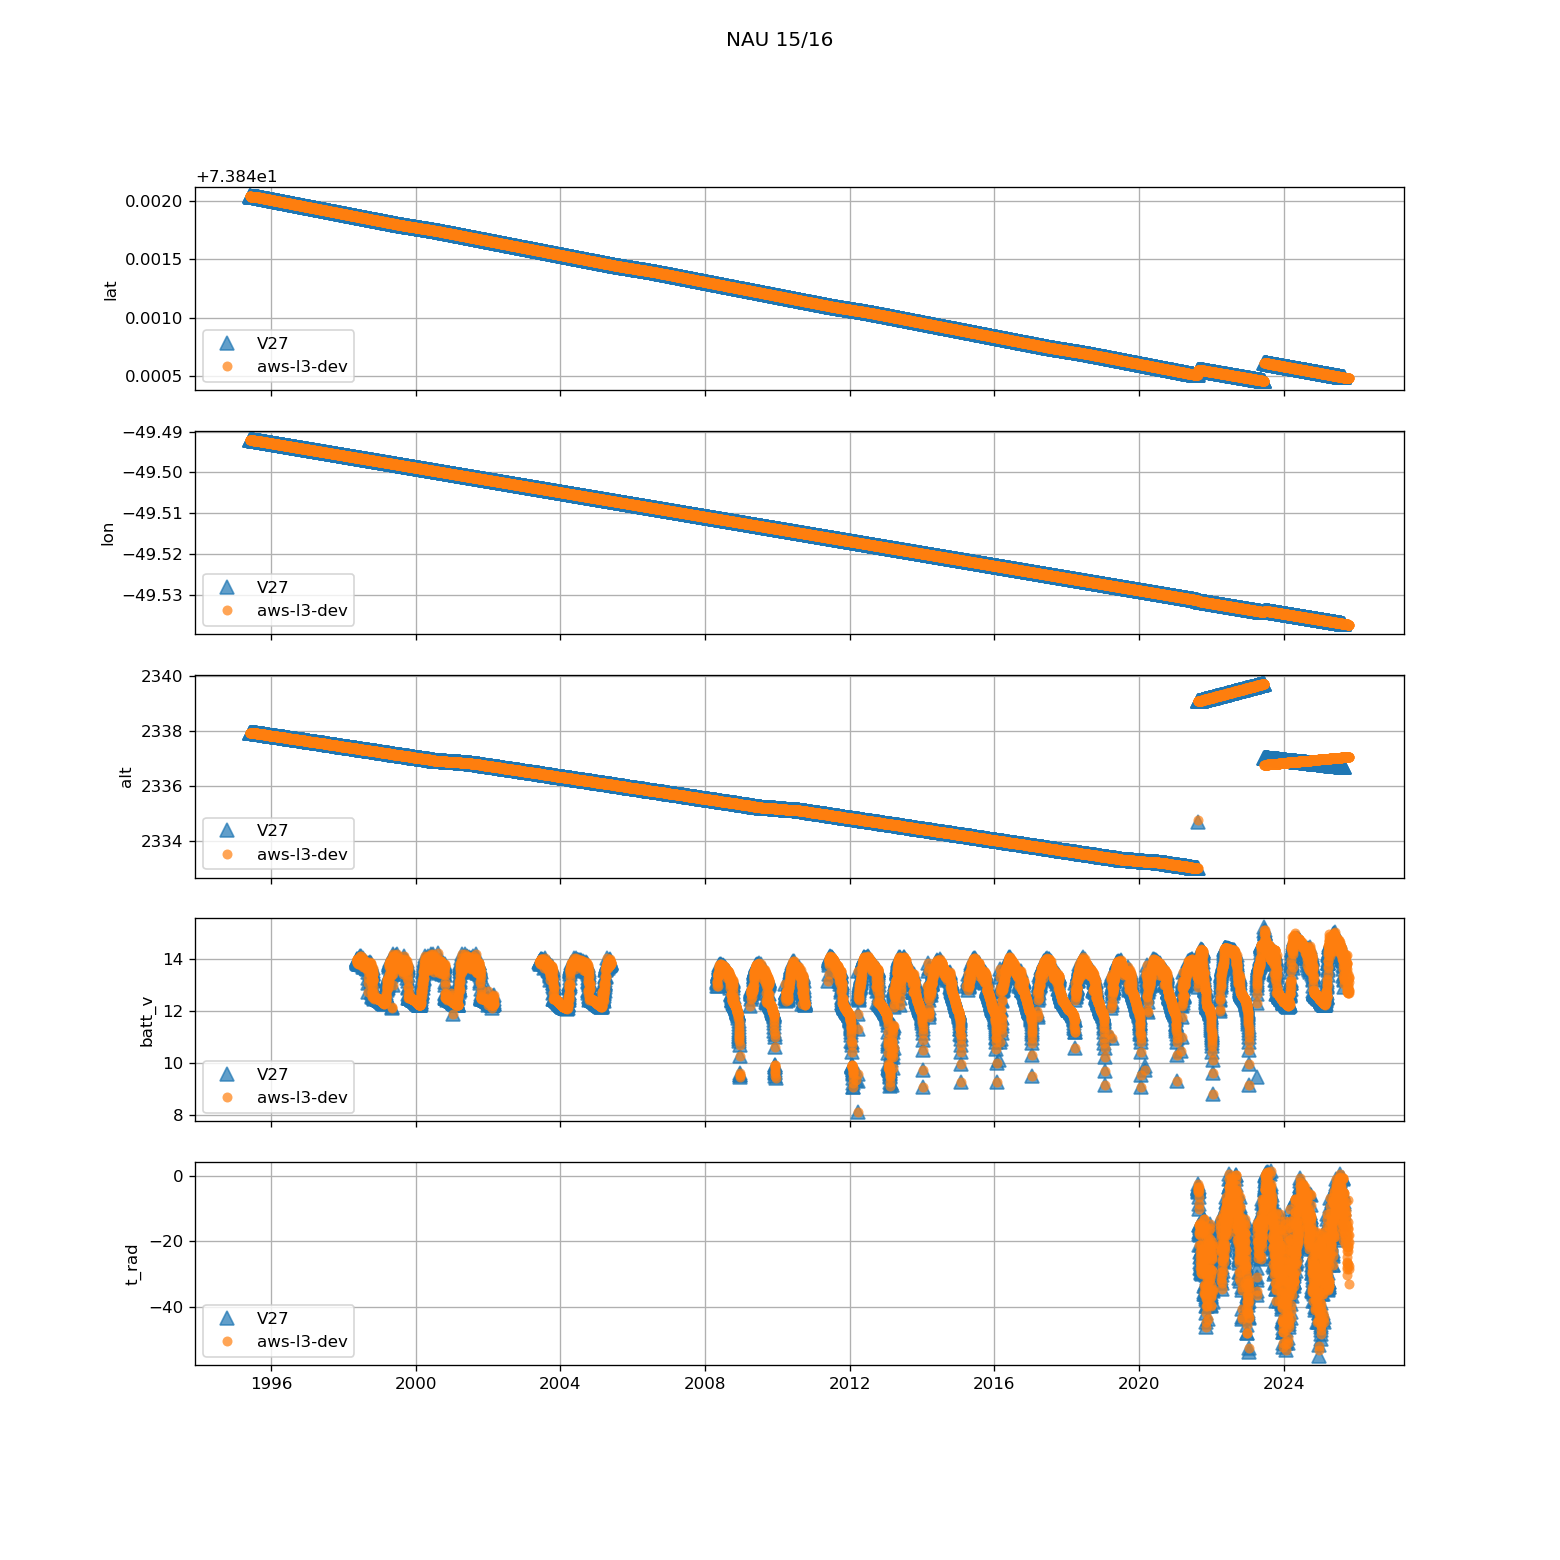 NAU 15/16
+7.384e1
0.0020
0.0015
0.0010
0.0005
lat
V27
aws-l3-dev
−49.49
−49.50
−49.51
−49.52
−49.53
lon
V27
aws-l3-dev
2340
2338
2336
2334
alt
V27
aws-l3-dev
14
12
10
8
batt_v
V27
aws-l3-dev
0
−20
−40
t_rad
V27
aws-l3-dev
1996 2000 2004 2008 2012 2016 2020 2024